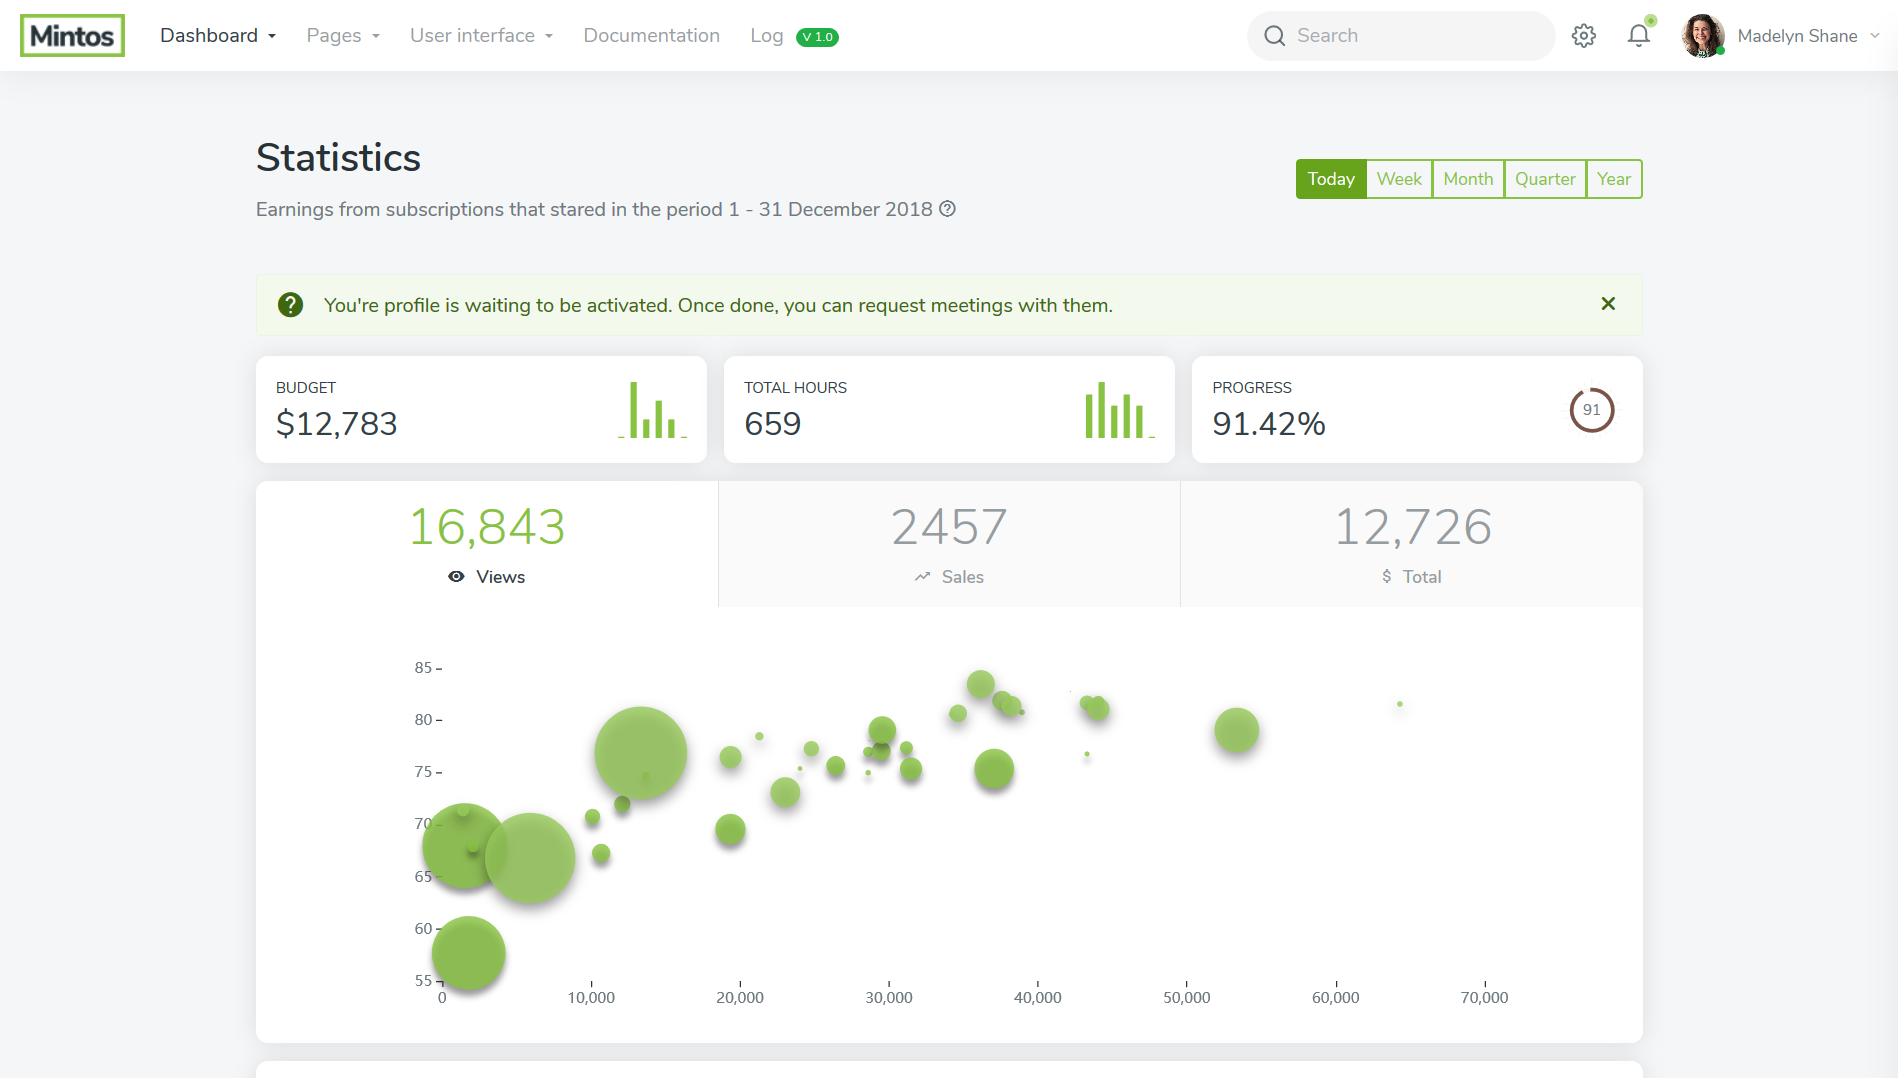 Mintos Dashboard Pages User interface Documentation Log V 1.0 Search Madelyn Shane
Statistics
Today Week Month Quarter Year
Earnings from subscriptions that stared in the period 1 - 31 December 2018
You're profile is waiting to be activated. Once done, you can request meetings with them.
BUDGET
$12,783
TOTAL HOURS
659
PROGRESS
91.42%
91
16,843
Views
2457
Sales
12,726
$ Total
85
80
75
70
65
60
55
0 10,000 20,000 30,000 40,000 50,000 60,000 70,000